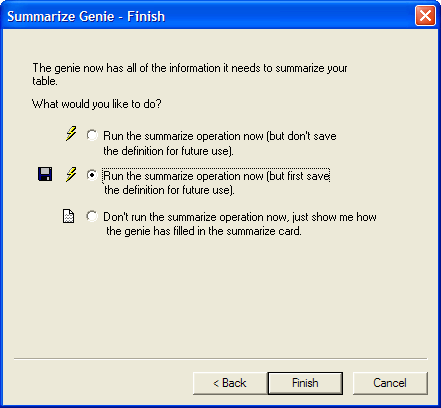 Summarize Genie - Finish
The genie now has all of the information it needs to summarize your
table.
What would you like to do?
Run the summarize operation now (but don't save
the definition for future use).
Run the summarize operation now (but first save
the definition for future use).
Don't run the summarize operation now, just show me how
the genie has filled in the summarize card.
< Back Finish Cancel